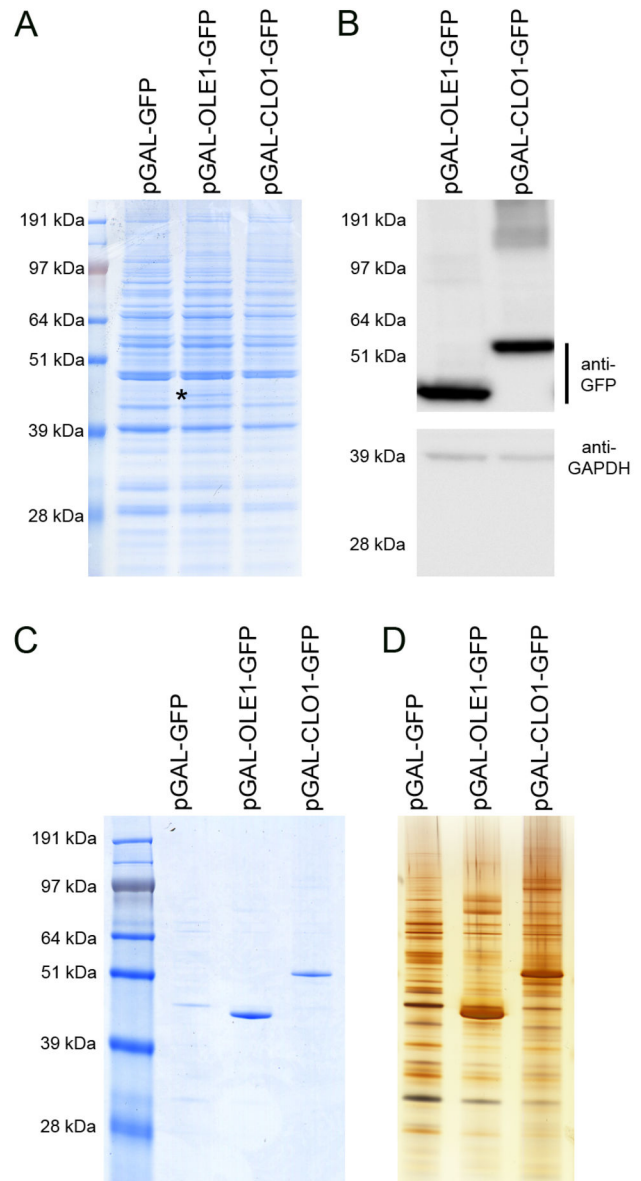 A
pGAL-GFP
pGAL-OLE1-GFP
pGAL-CLO1-GFP
191 kDa
97 kDa
64 kDa
51 kDa
*
39 kDa
28 kDa
B
pGAL-OLE1-GFP
pGAL-CLO1-GFP
191 kDa
97 kDa
64 kDa
51 kDa
anti-
GFP
39 kDa
anti-
GAPDH
28 kDa
C
pGAL-GFP
pGAL-OLE1-GFP
pGAL-CLO1-GFP
191 kDa
97 kDa
64 kDa
51 kDa
39 kDa
28 kDa
D
pGAL-GFP
pGAL-OLE1-GFP
pGAL-CLO1-GFP